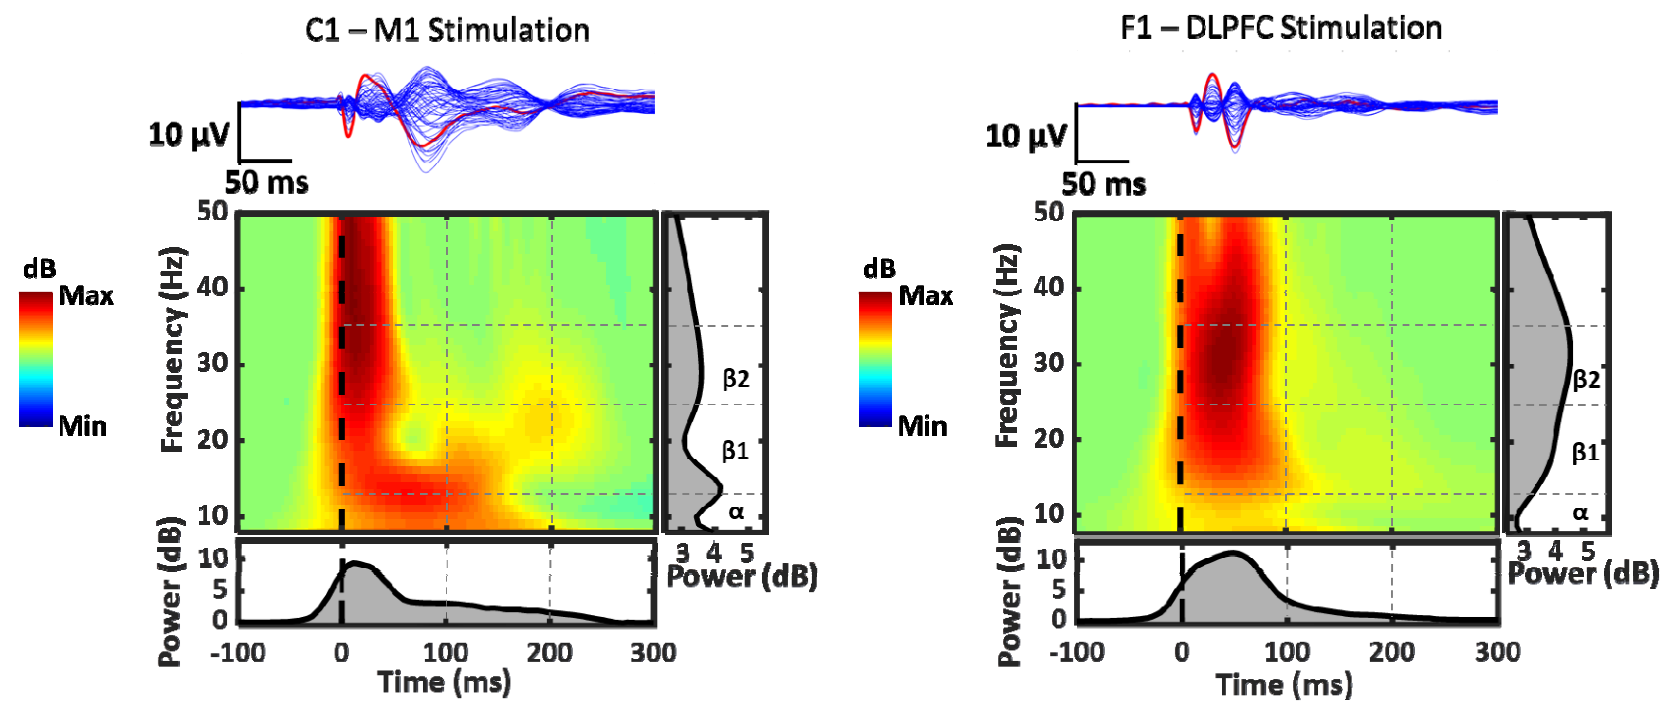 C1 – M1 Stimulation
10 µV
50 ms
dB
Max
Min
Frequency (Hz)
50
40
30
20
10
β2
β1
α
3 4 5
Power (dB)
Power (dB)
10
5
0
-100 0 100 200 300
Time (ms)
F1 – DLPFC Stimulation
10 µV
50 ms
dB
Max
Min
Frequency (Hz)
50
40
30
20
10
β2
β1
α
3 4 5
Power (dB)
Power (dB)
10
5
0
-100 0 100 200 300
Time (ms)